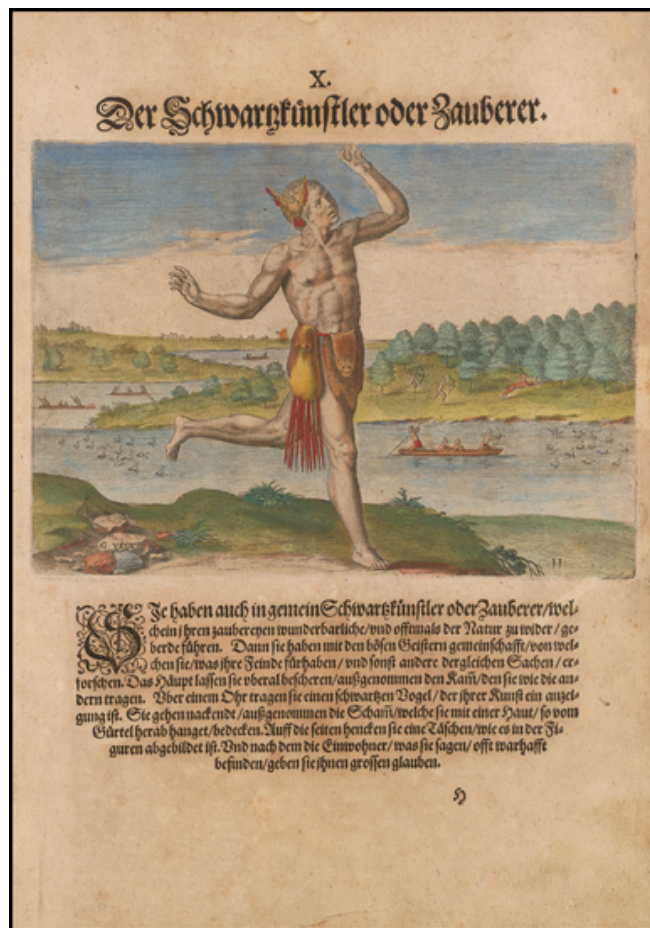 X.
Der Schwartzkünstler oder Zauberer.
G VEEN
11
SJe haben auch in gemein Schwartzkünstler oder Zauberer/wel-
che in jhren zaubereyen wunderbarliche/vnd offtmals der Natur zu wider/ge-
berde führen. Dann sie haben mit den bösen Geistern gemeinschafft/von wel-
chen sie/was jhre Feinde fürhaben/vnd sonst andere dergleichen Sachen/er-
forschen. Das Häupt lassen sie vberal bescheren/außgenommen den Kam̃/den sie wie die an-
dern tragen. Vber einem Ohr tragen sie einen schwartzen Vogel/der jhrer Kunst ein anzei-
gung ist. Sie gehen nackendt/außgenommen die Scham̃/welche sie mit einer Haut/so vom
Gürtel herab hanget/bedecken. Auff die seiten hencken sie eine Täschen/wie es in der Fi-
guren abgebildet ist. Vnd nach dem die Einwohner/was sie sagen/offt warhafft
befinden/geben sie jhnen grossen glauben.
H